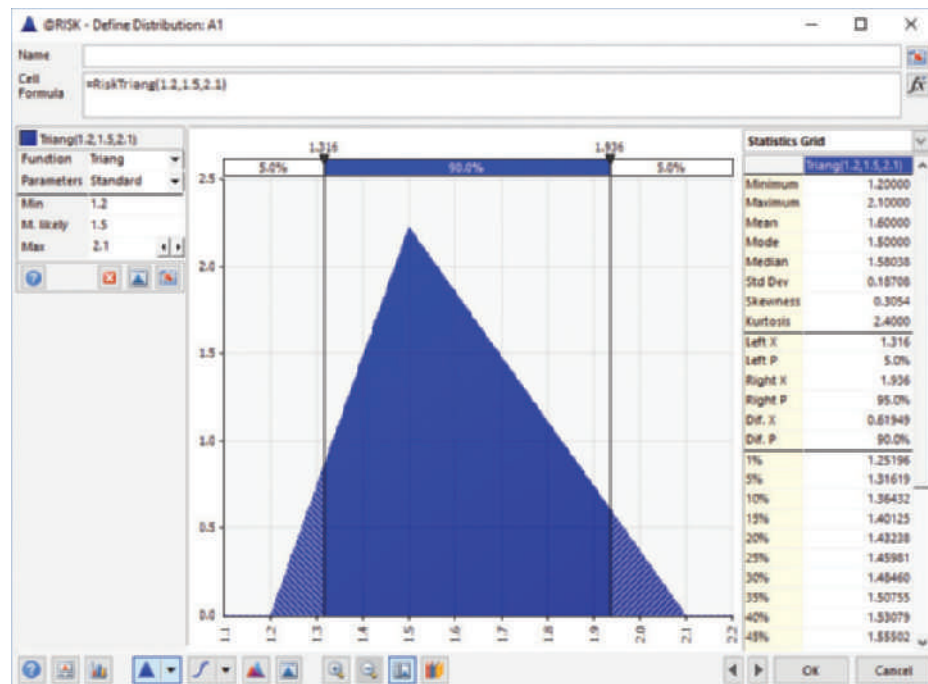 @RISK - Define Distribution: A1
Name
Cell Formula
=RiskTriang(1.2,1.5,2.1)
fx
Triang(1.2,1.5,2.1)
Function Triang
Parameters Standard
Min 1.2
M. likely 1.5
Max 2.1
1.316 1.936
5.0% 90.0% 5.0%
2.5
2.0
1.5
1.0
0.5
0.0
1.1 1.2 1.3 1.4 1.5 1.6 1.7 1.8 1.9 2.0 2.1 2.2
Statistics Grid
Triang(1.2,1.5,2.1)
Minimum 1.20000
Maximum 2.10000
Mean 1.60000
Mode 1.50000
Median 1.58038
Std Dev 0.18708
Skewness 0.3054
Kurtosis 2.4000
Left X 1.316
Left P 5.0%
Right X 1.936
Right P 95.0%
Dif. X 0.61949
Dif. P 90.0%
1% 1.25196
5% 1.31619
10% 1.36432
15% 1.40125
20% 1.43238
25% 1.45981
30% 1.48460
35% 1.50755
40% 1.53079
45% 1.55502
OK Cancel